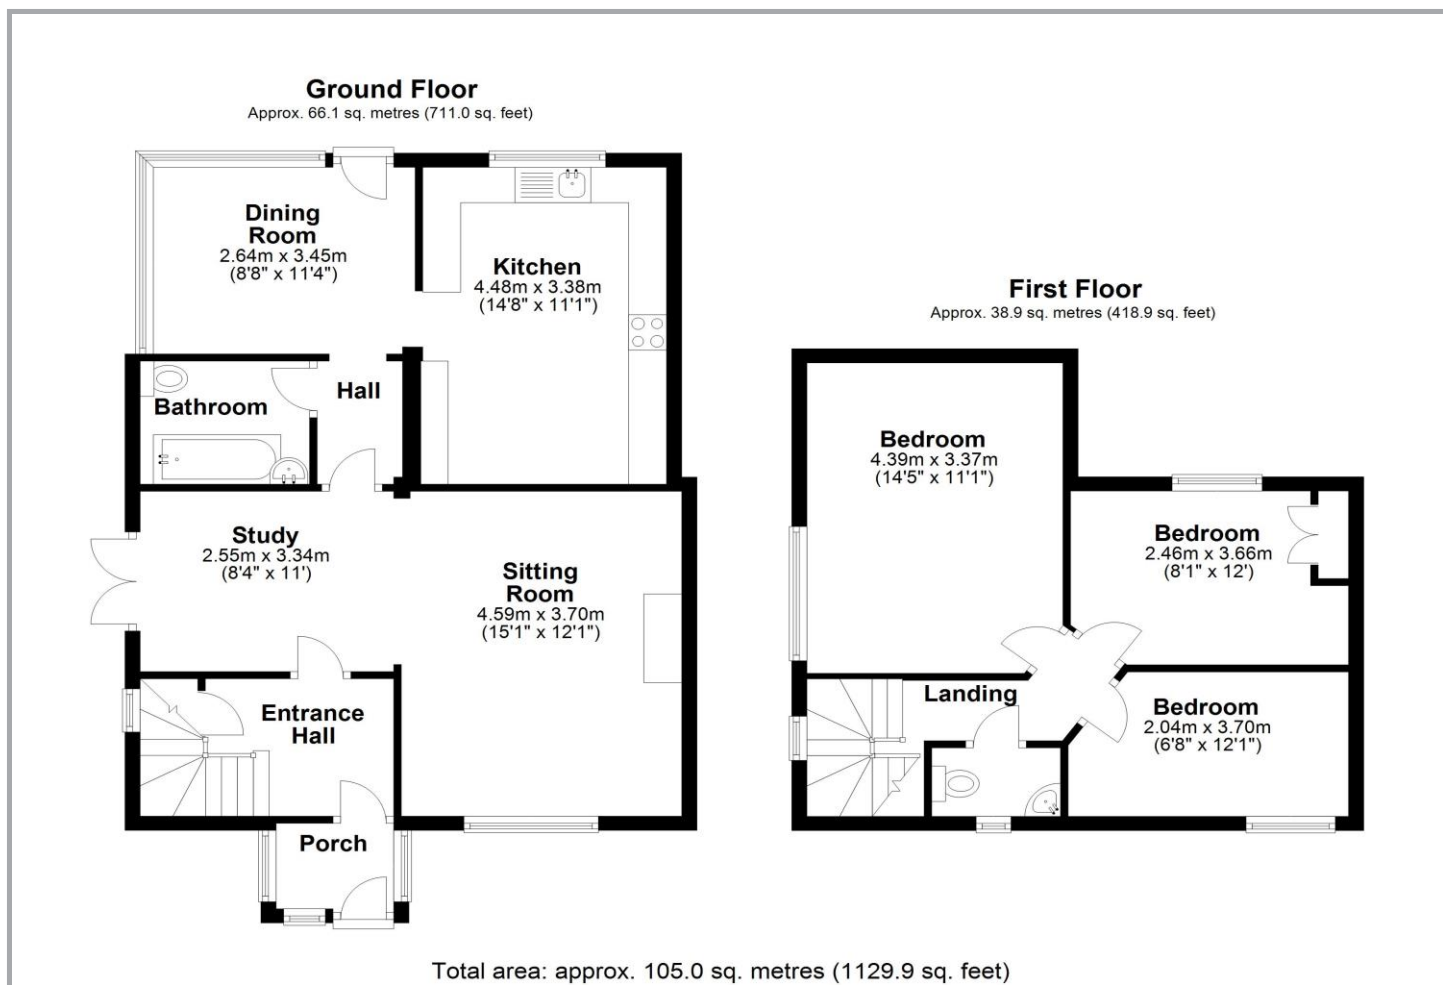 Ground Floor
Approx. 66.1 sq. metres (711.0 sq. feet)
Dining
Room
2.64m x 3.45m
(8'8" x 11'4")
Kitchen
4.48m x 3.38m
(14'8" x 11'1")
Bathroom
Hall
Study
2.55m x 3.34m
(8'4" x 11')
Sitting
Room
4.59m x 3.70m
(15'1" x 12'1")
Entrance
Hall
Porch
First Floor
Approx. 38.9 sq. metres (418.9 sq. feet)
Bedroom
4.39m x 3.37m
(14'5" x 11'1")
Bedroom
2.46m x 3.66m
(8'1" x 12')
Landing
Bedroom
2.04m x 3.70m
(6'8" x 12'1")
Total area: approx. 105.0 sq. metres (1129.9 sq. feet)